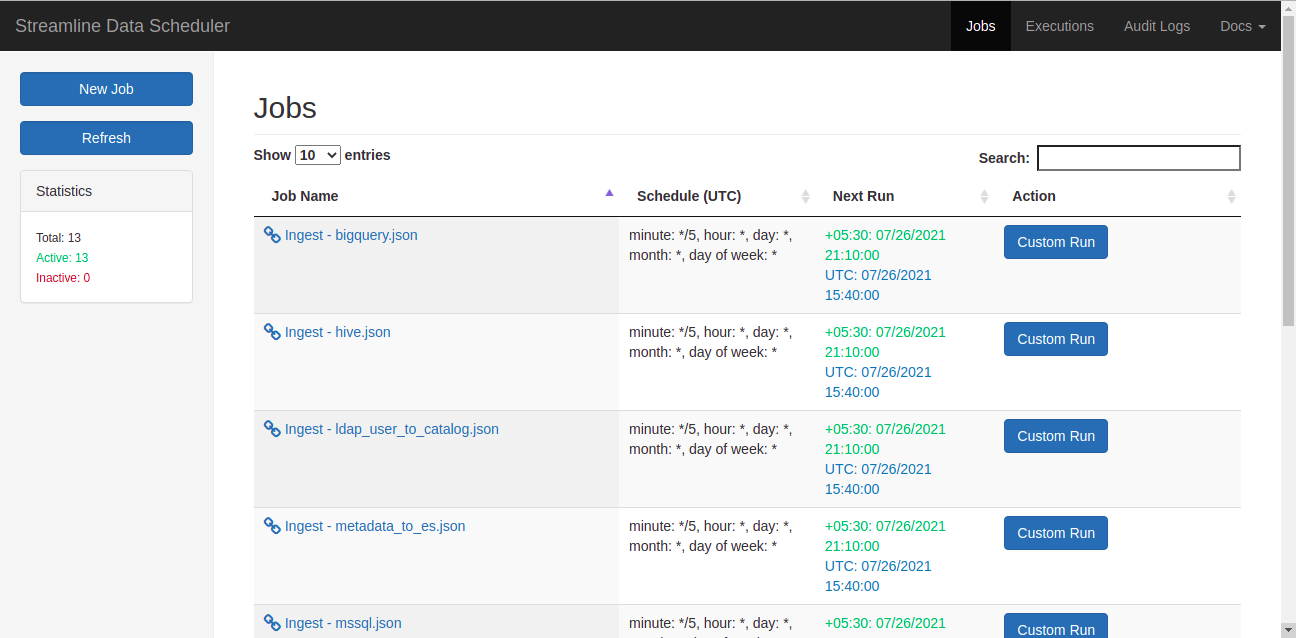 Streamline Data Scheduler
Jobs Executions Audit Logs Docs
New Job
Refresh
Statistics
Total: 13
Active: 13
Inactive: 0
Jobs
Show 10 entries
Search:
Job Name Schedule (UTC) Next Run Action
Ingest - bigquery.json
minute: */5, hour: *, day: *,
month: *, day of week: *
+05:30: 07/26/2021
21:10:00
UTC: 07/26/2021
15:40:00
Custom Run
Ingest - hive.json
minute: */5, hour: *, day: *,
month: *, day of week: *
+05:30: 07/26/2021
21:10:00
UTC: 07/26/2021
15:40:00
Custom Run
Ingest - ldap_user_to_catalog.json
minute: */5, hour: *, day: *,
month: *, day of week: *
+05:30: 07/26/2021
21:10:00
UTC: 07/26/2021
15:40:00
Custom Run
Ingest - metadata_to_es.json
minute: */5, hour: *, day: *,
month: *, day of week: *
+05:30: 07/26/2021
21:10:00
UTC: 07/26/2021
15:40:00
Custom Run
Ingest - mssql.json
minute: */5, hour: *, day: *,
+05:30: 07/26/2021
Custom Run